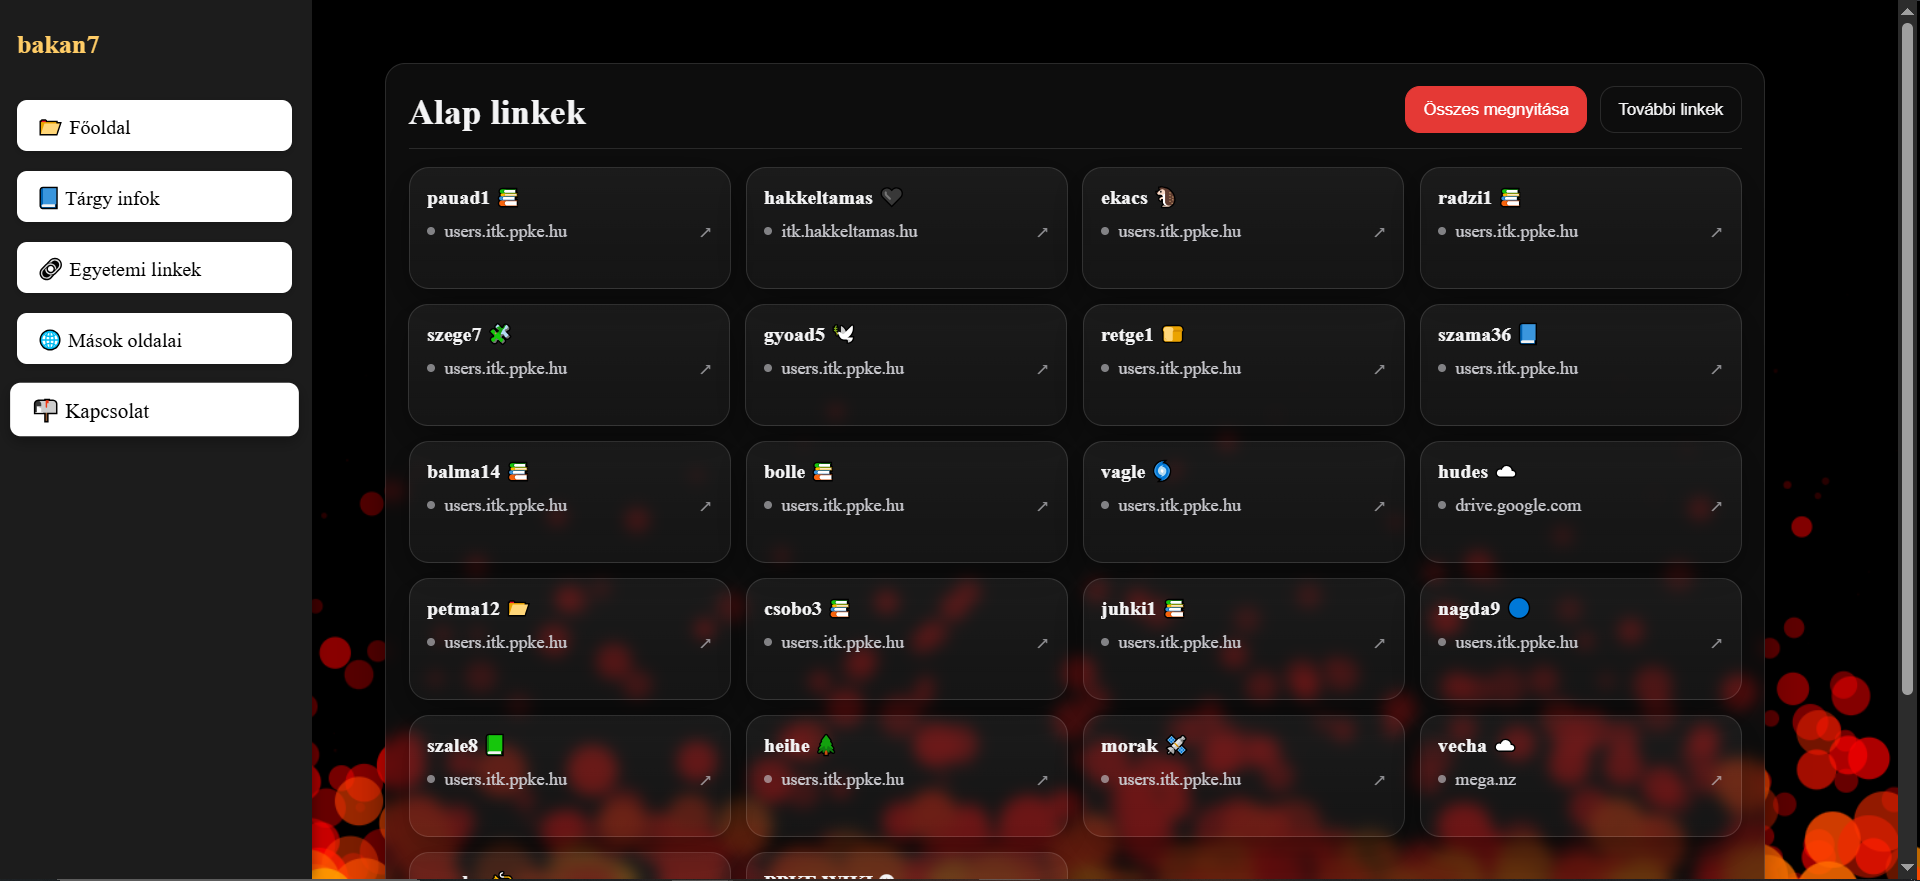 bakan7
Főoldal
Tárgy infok
Egyetemi linkek
Mások oldalai
Kapcsolat
Alap linkek
Összes megnyitása
További linkek
pauad1
users.itk.ppke.hu
hakkeltamas
itk.hakkeltamas.hu
ekacs
users.itk.ppke.hu
radzi1
users.itk.ppke.hu
szege7
users.itk.ppke.hu
gyoad5
users.itk.ppke.hu
retge1
users.itk.ppke.hu
szama36
users.itk.ppke.hu
balma14
users.itk.ppke.hu
bolle
users.itk.ppke.hu
vagle
users.itk.ppke.hu
hudes
drive.google.com
petma12
users.itk.ppke.hu
csobo3
users.itk.ppke.hu
juhki1
users.itk.ppke.hu
nagda9
users.itk.ppke.hu
szale8
users.itk.ppke.hu
heihe
users.itk.ppke.hu
morak
users.itk.ppke.hu
vecha
mega.nz
PPKE WIKI